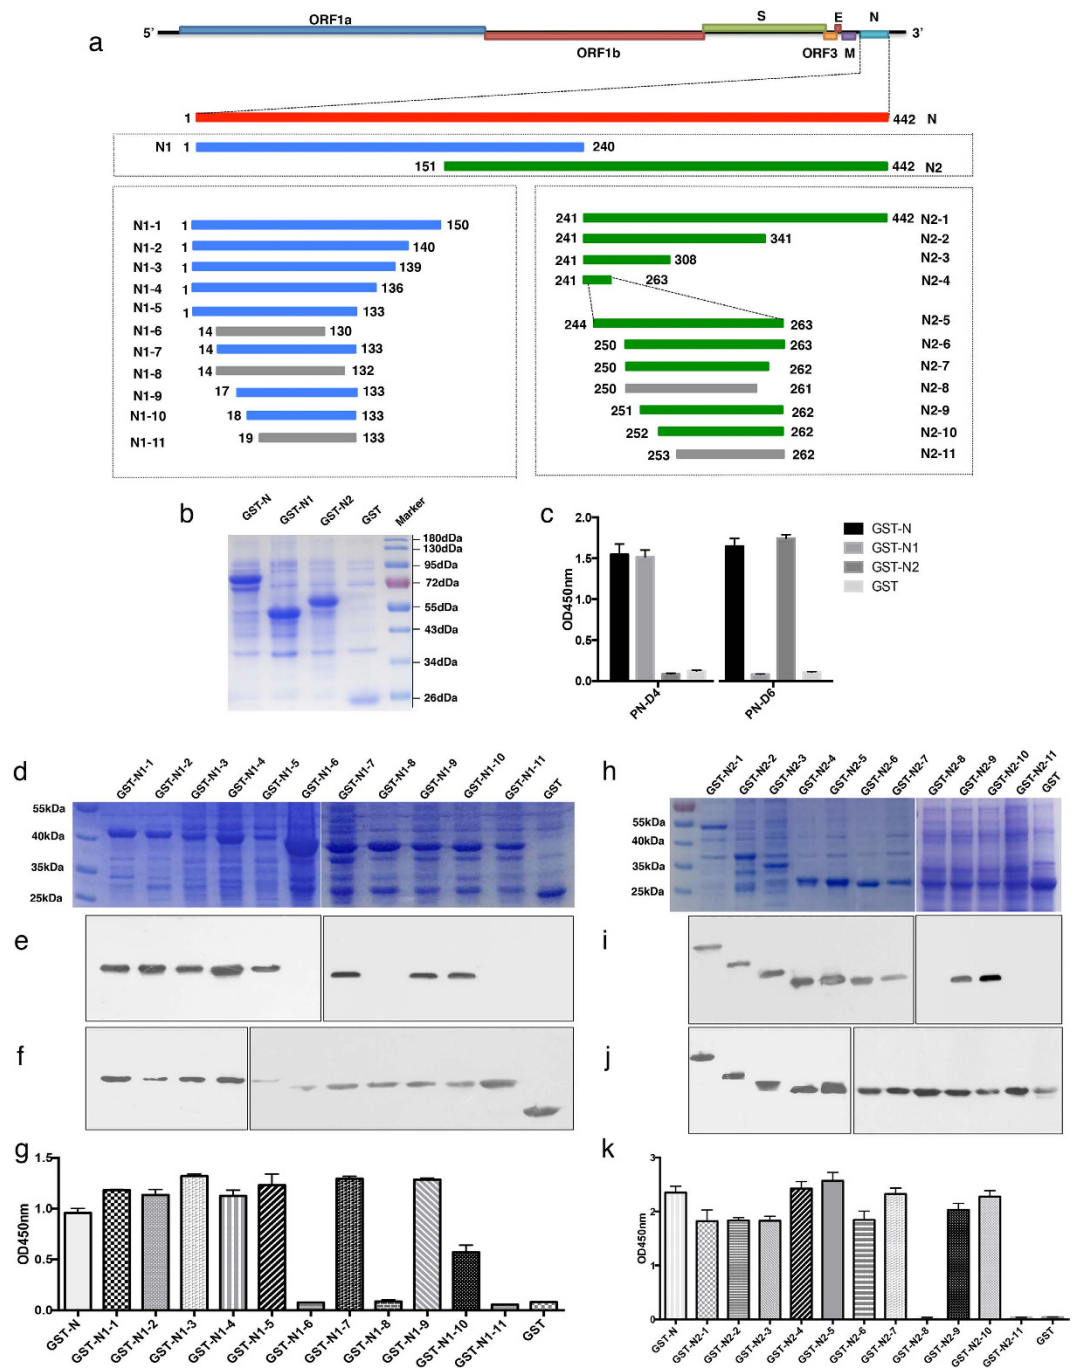 a
5’ ORF1a ORF1b S ORF3 E M N 3’
1 442 N
N1 1 240
151 442 N2
N1-1 1 150
N1-2 1 140
N1-3 1 139
N1-4 1 136
N1-5 1 133
N1-6 14 130
N1-7 14 133
N1-8 14 132
N1-9 17 133
N1-10 18 133
N1-11 19 133
241 442 N2-1
241 341 N2-2
241 308 N2-3
241 263 N2-4
244 263 N2-5
250 263 N2-6
250 262 N2-7
250 261 N2-8
251 262 N2-9
252 262 N2-10
253 262 N2-11
b
GST-N GST-N1 GST-N2 GST Marker
180dDa
130dDa
95dDa
72dDa
55dDa
43dDa
34dDa
26dDa
c
OD450nm
2.0
1.5
1.0
0.5
0.0
PN-D4 PN-D6
GST-N
GST-N1
GST-N2
GST
d
GST-N1-1 GST-N1-2 GST-N1-3 GST-N1-4 GST-N1-5 GST-N1-6 GST-N1-7 GST-N1-8 GST-N1-9 GST-N1-10 GST-N1-11 GST
55kDa
40kDa
35kDa
25kDa
e
f
g
OD450nm
1.5
1.0
0.5
0.0
GST-N GST-N1-1 GST-N1-2 GST-N1-3 GST-N1-4 GST-N1-5 GST-N1-6 GST-N1-7 GST-N1-8 GST-N1-9 GST-N1-10 GST-N1-11 GST
h
GST-N2-1 GST-N2-2 GST-N2-3 GST-N2-4 GST-N2-5 GST-N2-6 GST-N2-7 GST-N2-8 GST-N2-9 GST-N2-10 GST-N2-11 GST
55kDa
40kDa
35kDa
25kDa
i
j
k
OD450nm
3
2
1
0
GST-N GST-N2-1 GST-N2-2 GST-N2-3 GST-N2-4 GST-N2-5 GST-N2-6 GST-N2-7 GST-N2-8 GST-N2-9 GST-N2-10 GST-N2-11 GST